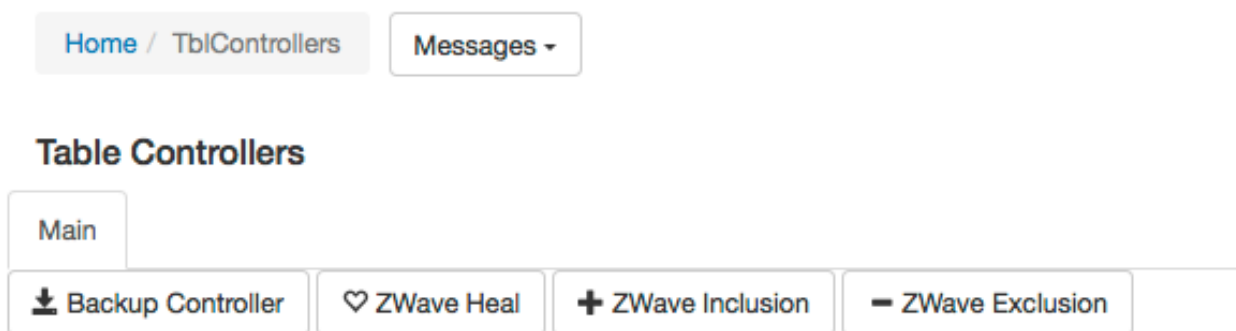 Home / TblControllers Messages
Table Controllers
Main
Backup Controller ZWave Heal ZWave Inclusion ZWave Exclusion